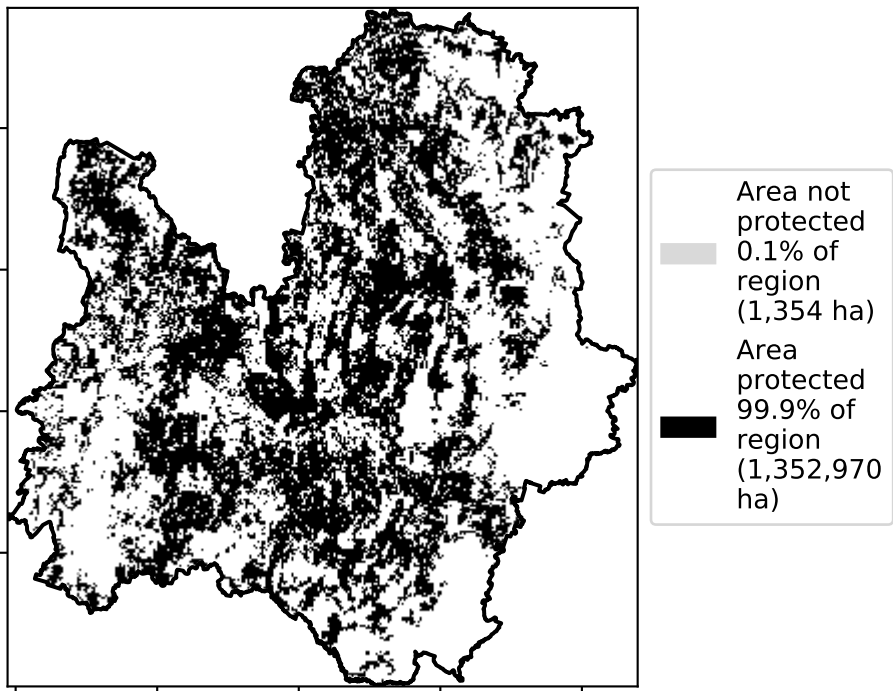 Area not
protected
0.1% of
region
(1,354 ha)
Area
protected
99.9% of
region
(1,352,970
ha)